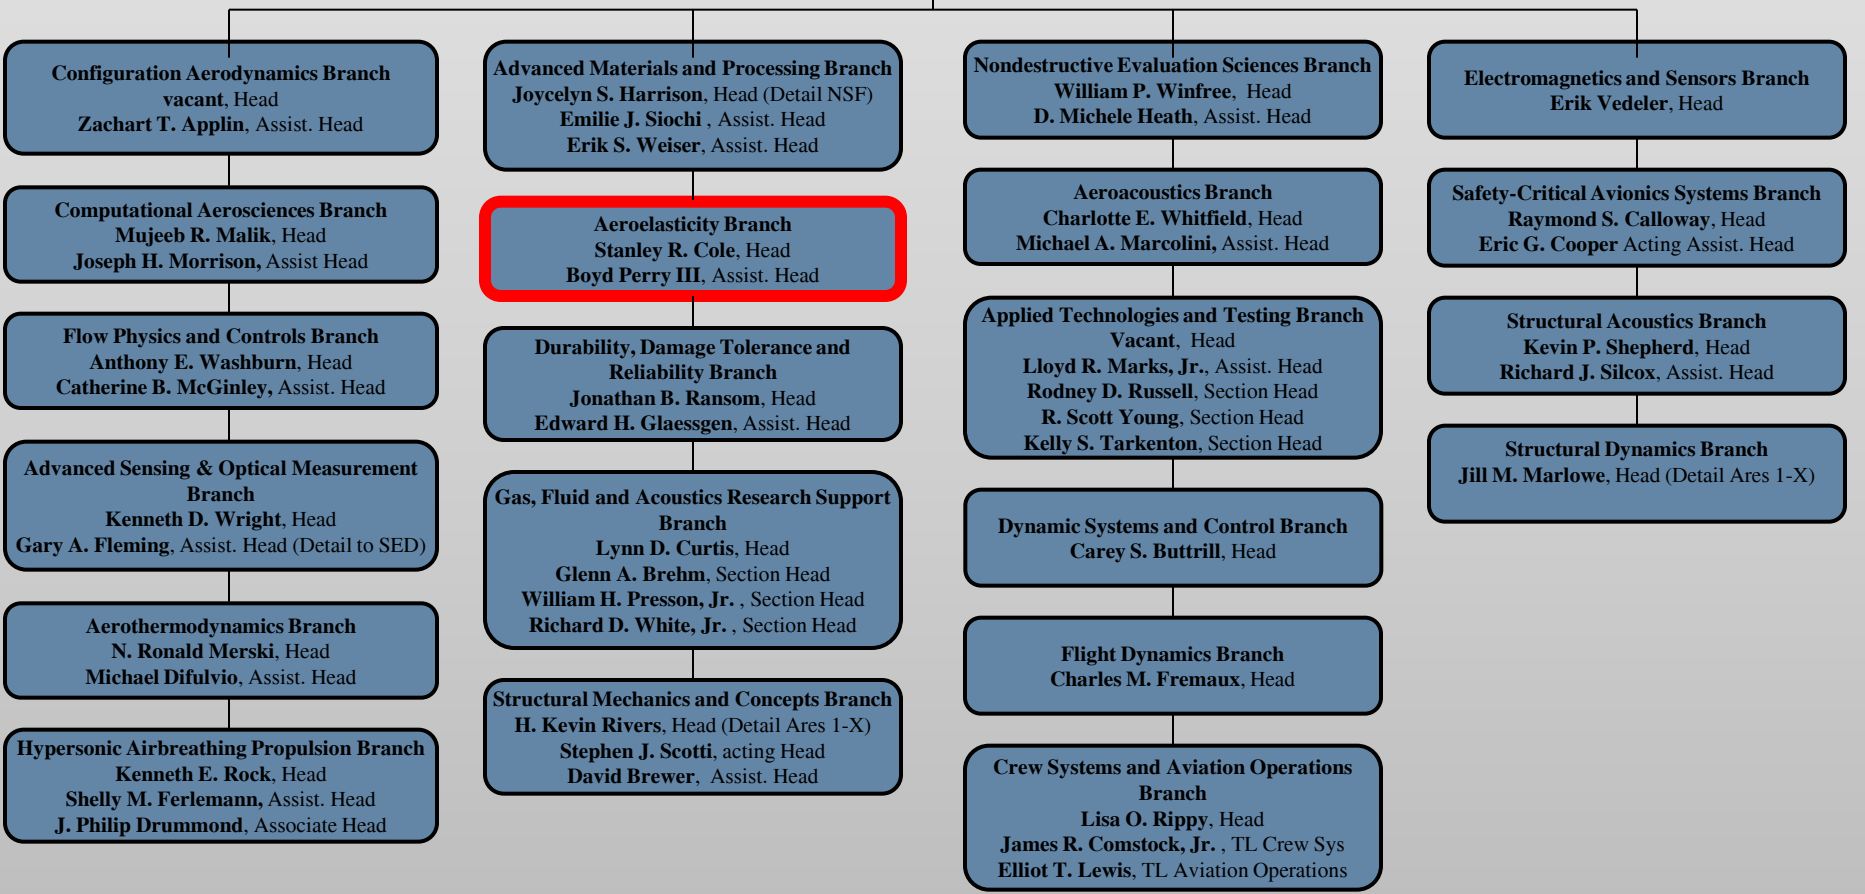 Configuration Aerodynamics Branch
vacant, Head
Zachart T. Applin, Assist. Head
Computational Aerosciences Branch
Mujeeb R. Malik, Head
Joseph H. Morrison, Assist Head
Flow Physics and Controls Branch
Anthony E. Washburn, Head
Catherine B. McGinley, Assist. Head
Advanced Sensing & Optical Measurement
Branch
Kenneth D. Wright, Head
Gary A. Fleming, Assist. Head (Detail to SED)
Aerothermodynamics Branch
N. Ronald Merski, Head
Michael Difulvio, Assist. Head
Hypersonic Airbreathing Propulsion Branch
Kenneth E. Rock, Head
Shelly M. Ferlemann, Assist. Head
J. Philip Drummond, Associate Head
Advanced Materials and Processing Branch
Joycelyn S. Harrison, Head (Detail NSF)
Emilie J. Siochi , Assist. Head
Erik S. Weiser, Assist. Head
Aeroelasticity Branch
Stanley R. Cole, Head
Boyd Perry III, Assist. Head
Durability, Damage Tolerance and
Reliability Branch
Jonathan B. Ransom, Head
Edward H. Glaessgen, Assist. Head
Gas, Fluid and Acoustics Research Support
Branch
Lynn D. Curtis, Head
Glenn A. Brehm, Section Head
William H. Presson, Jr. , Section Head
Richard D. White, Jr. , Section Head
Structural Mechanics and Concepts Branch
H. Kevin Rivers, Head (Detail Ares 1-X)
Stephen J. Scotti, acting Head
David Brewer, Assist. Head
Nondestructive Evaluation Sciences Branch
William P. Winfree, Head
D. Michele Heath, Assist. Head
Aeroacoustics Branch
Charlotte E. Whitfield, Head
Michael A. Marcolini, Assist. Head
Applied Technologies and Testing Branch
Vacant, Head
Lloyd R. Marks, Jr., Assist. Head
Rodney D. Russell, Section Head
R. Scott Young, Section Head
Kelly S. Tarkenton, Section Head
Dynamic Systems and Control Branch
Carey S. Buttrill, Head
Flight Dynamics Branch
Charles M. Fremaux, Head
Crew Systems and Aviation Operations
Branch
Lisa O. Rippy, Head
James R. Comstock, Jr. , TL Crew Sys
Elliot T. Lewis, TL Aviation Operations
Electromagnetics and Sensors Branch
Erik Vedeler, Head
Safety-Critical Avionics Systems Branch
Raymond S. Calloway, Head
Eric G. Cooper Acting Assist. Head
Structural Acoustics Branch
Kevin P. Shepherd, Head
Richard J. Silcox, Assist. Head
Structural Dynamics Branch
Jill M. Marlowe, Head (Detail Ares 1-X)